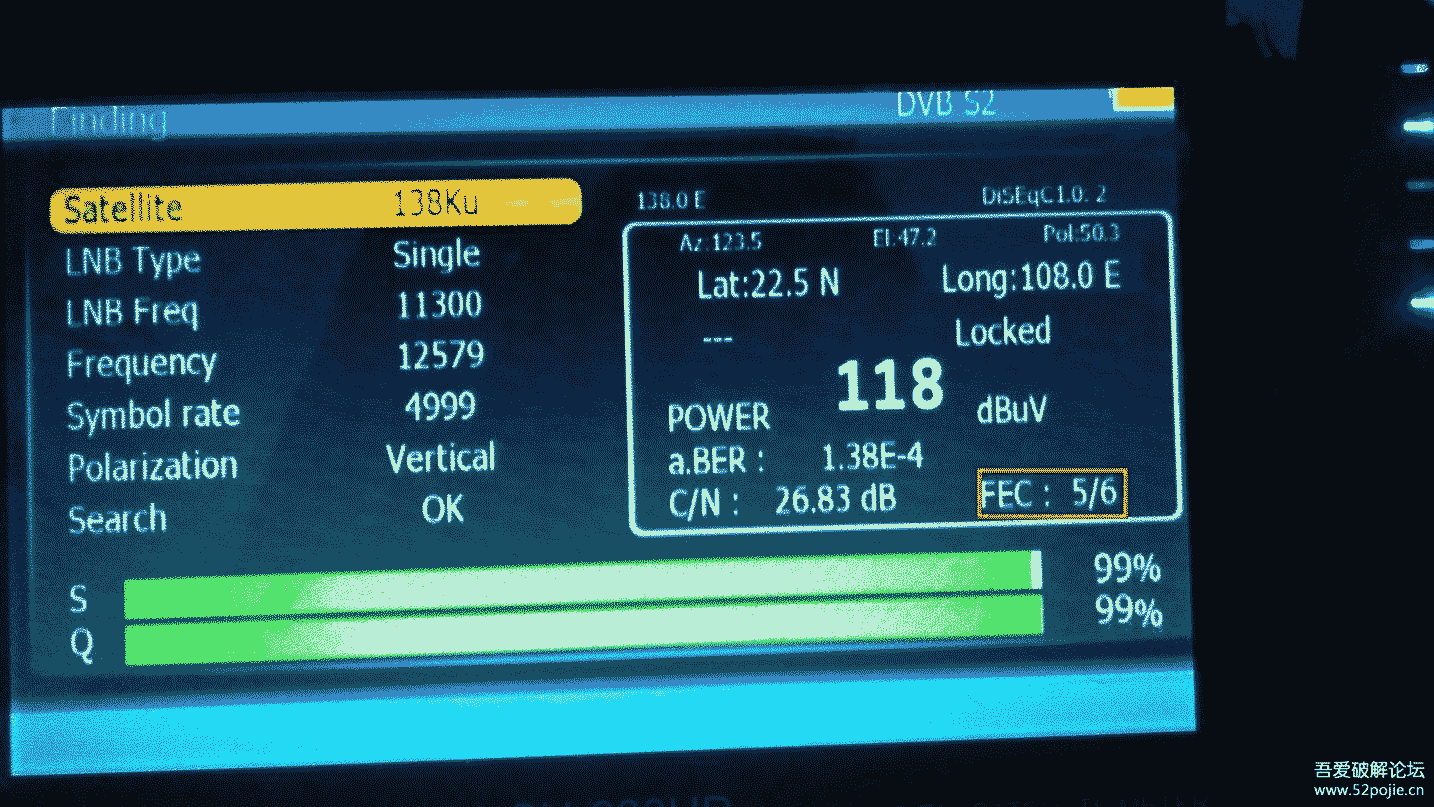 Finding DVB S2
Satellite 138Ku
LNB Type Single
LNB Freq 11300
Frequency 12579
Symbol rate 4999
Polarization Vertical
Search OK
138.0 E DiSEqC1.0. 2
Az:123.5 El:47.2 Pol:50.3
Lat:22.5 N Long:108.0 E
--- Locked
POWER 118 dBuV
a.BER : 1.38E-4
C/N : 26.83 dB FEC : 5/6
S 99%
Q 99%
吾爱破解论坛
www.52pojie.cn